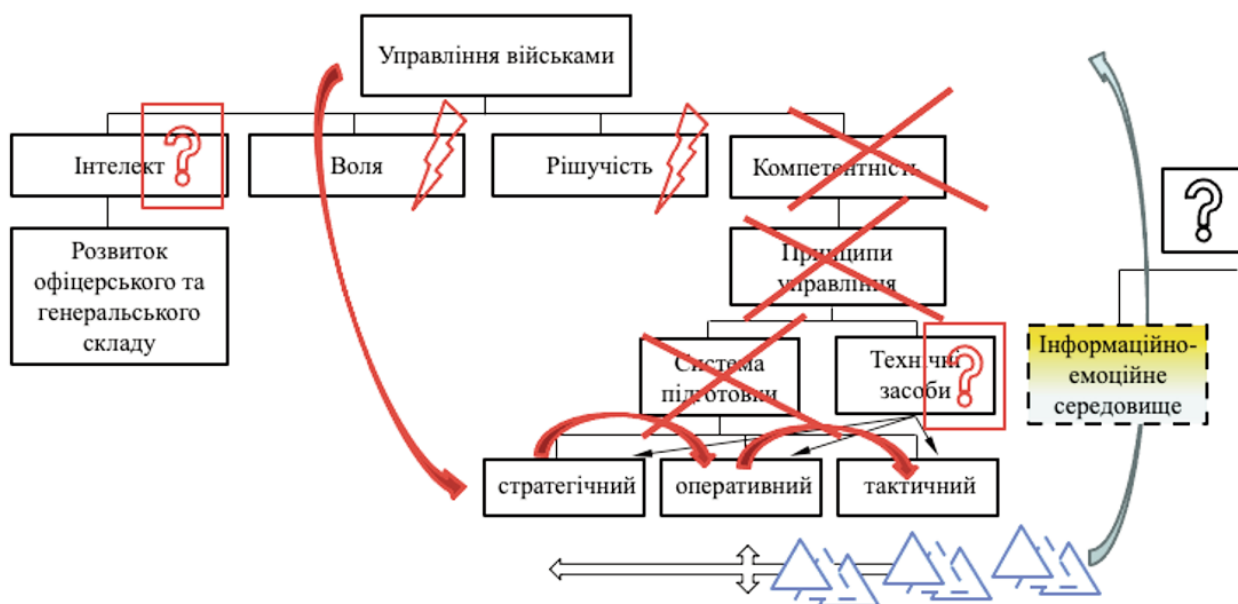 Управління військами
Інтелект
Воля
Рішучість
Компетентність
Розвиток
офіцерського та
генеральського
складу
Принципи
управління
Система
підготовки
Технічні
засоби
Інформаційно-
емоційне
середовище
стратегічний
оперативний
тактичний